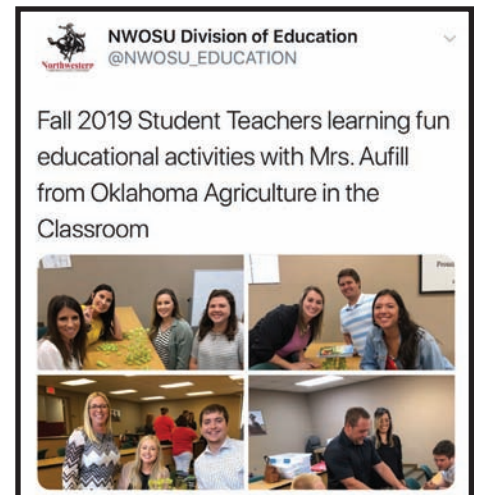 Northwestern
NWOSU Division of Education
@NWOSU_EDUCATION
Fall 2019 Student Teachers learning fun
educational activities with Mrs. Aufill
from Oklahoma Agriculture in the
Classroom